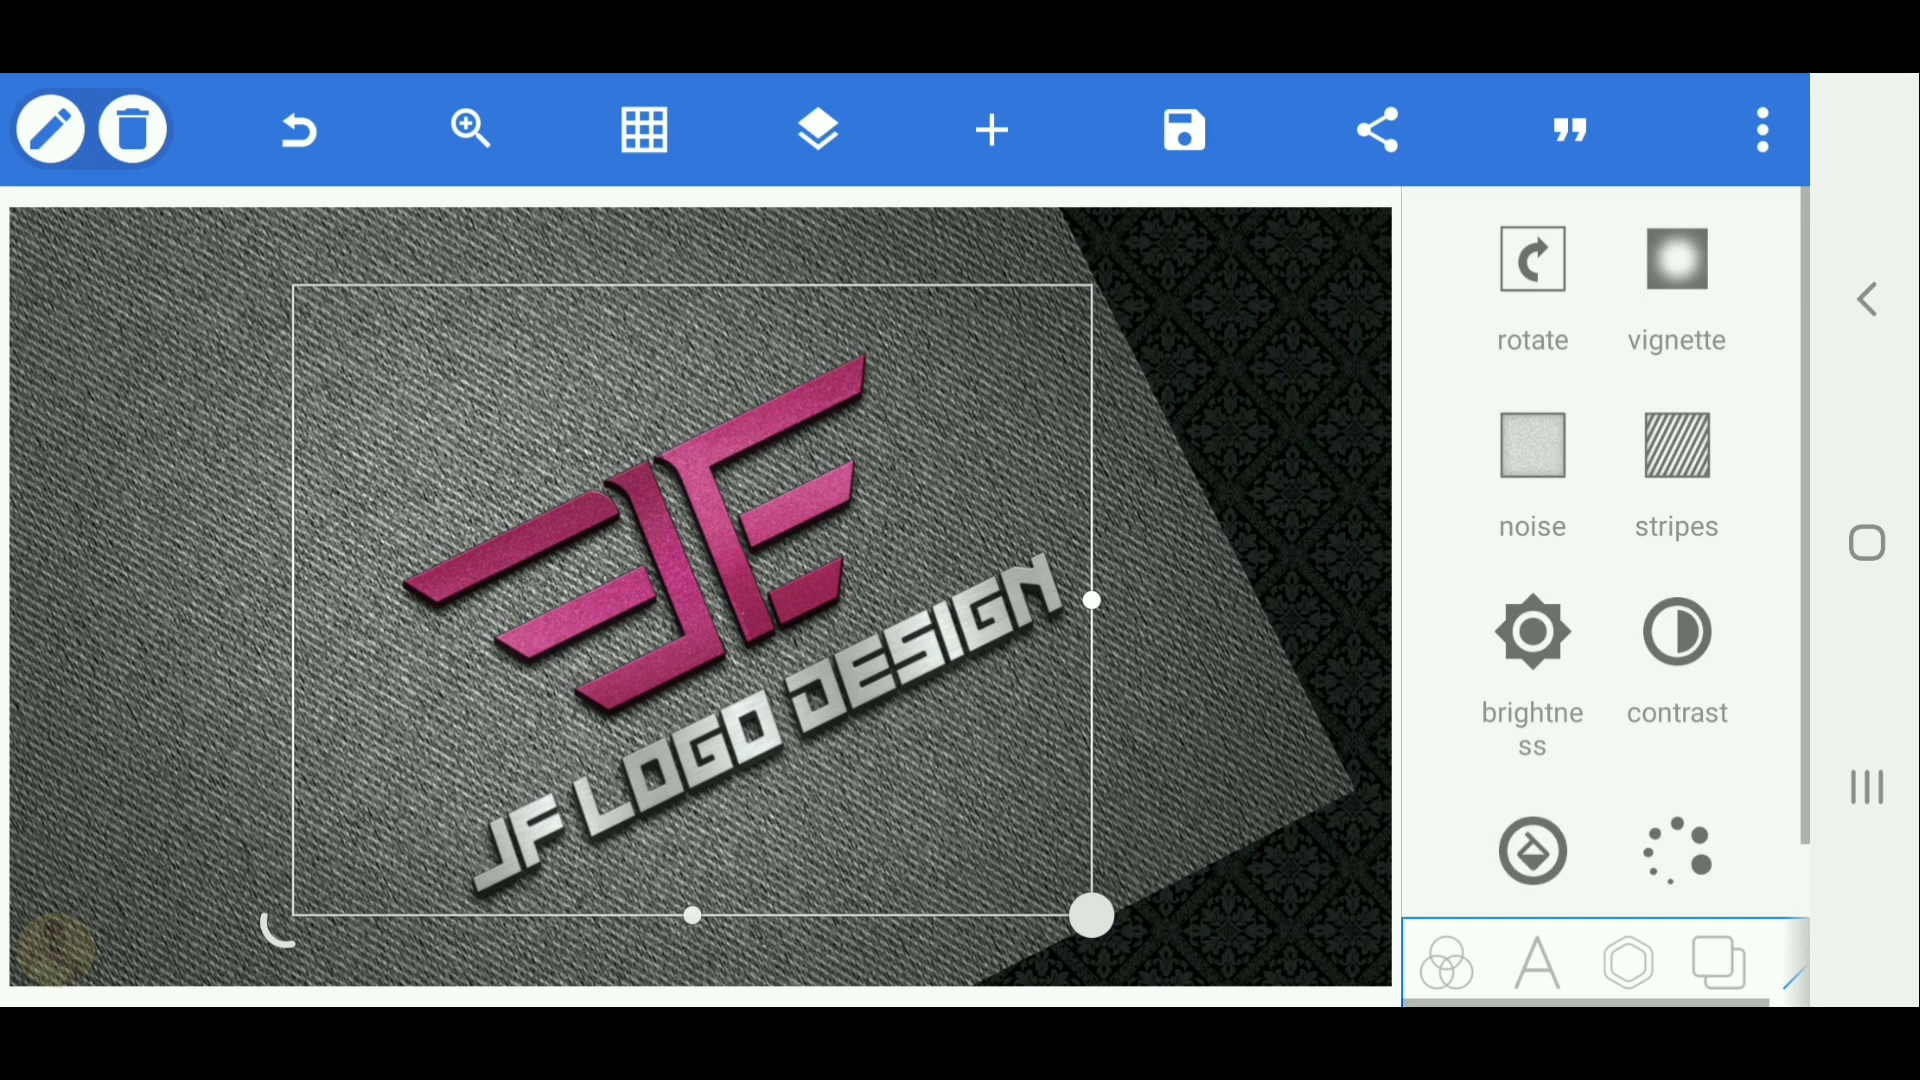 rotate
vignette
noise
stripes
brightne
ss
contrast
JF LOGO DESIGN